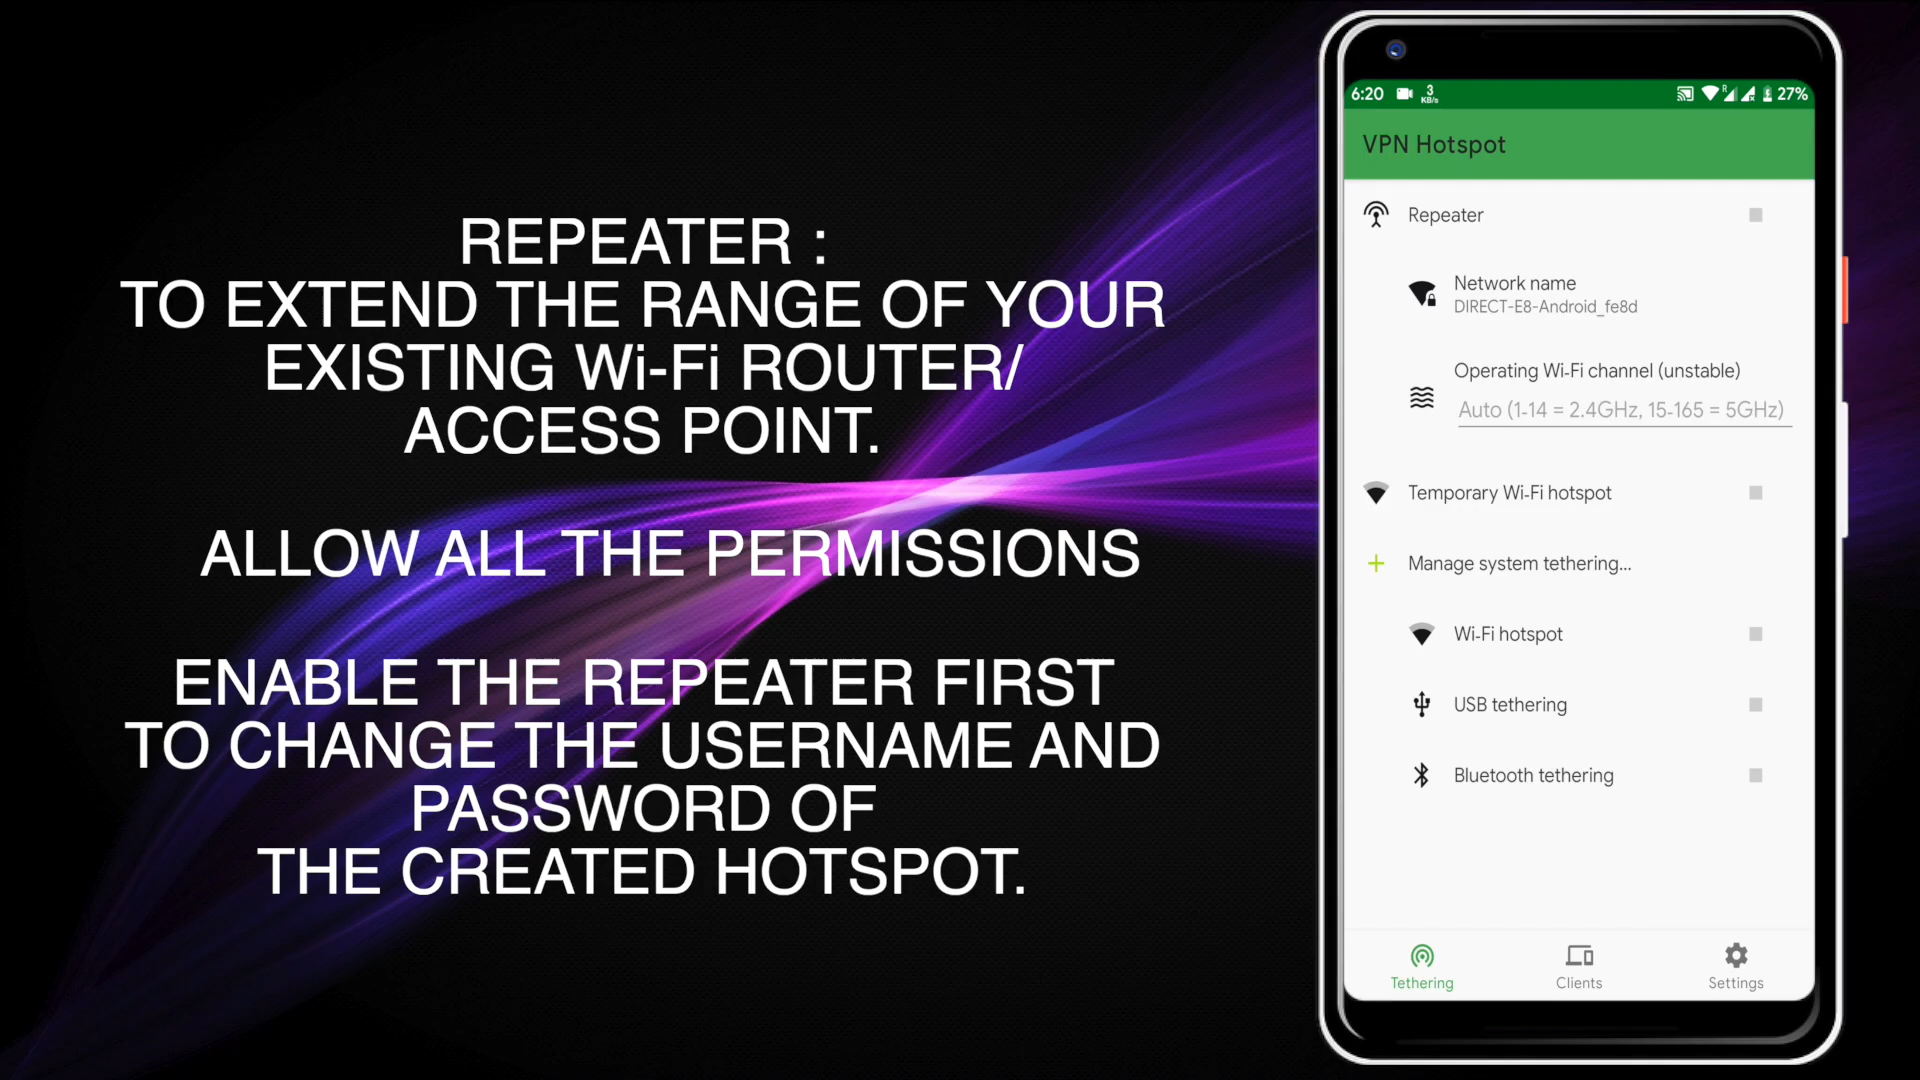 REPEATER :
TO EXTEND THE RANGE OF YOUR
EXISTING Wi-Fi ROUTER/
ACCESS POINT.
ALLOW ALL THE PERMISSIONS
ENABLE THE REPEATER FIRST
TO CHANGE THE USERNAME AND
PASSWORD OF
THE CREATED HOTSPOT.
6:20 3 KB/s R 27%
VPN Hotspot
Repeater
Network name
DIRECT-E8-Android_fe8d
Operating Wi-Fi channel (unstable)
Auto (1-14 = 2.4GHz, 15-165 = 5GHz)
Temporary Wi-Fi hotspot
Manage system tethering...
Wi-Fi hotspot
USB tethering
Bluetooth tethering
Tethering Clients Settings